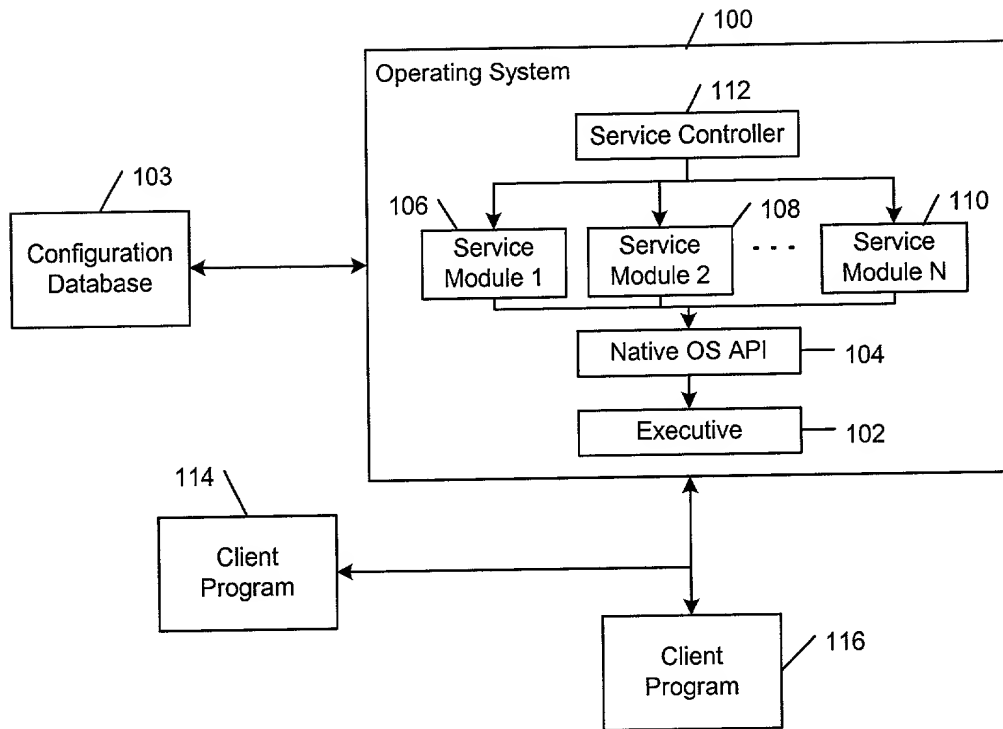 100
Operating System
112
Service Controller
103
Configuration
Database
106
Service
Module 1
108
Service
Module 2
- - -
110
Service
Module N
Native OS API
104
Executive
102
114
Client
Program
Client
Program
116